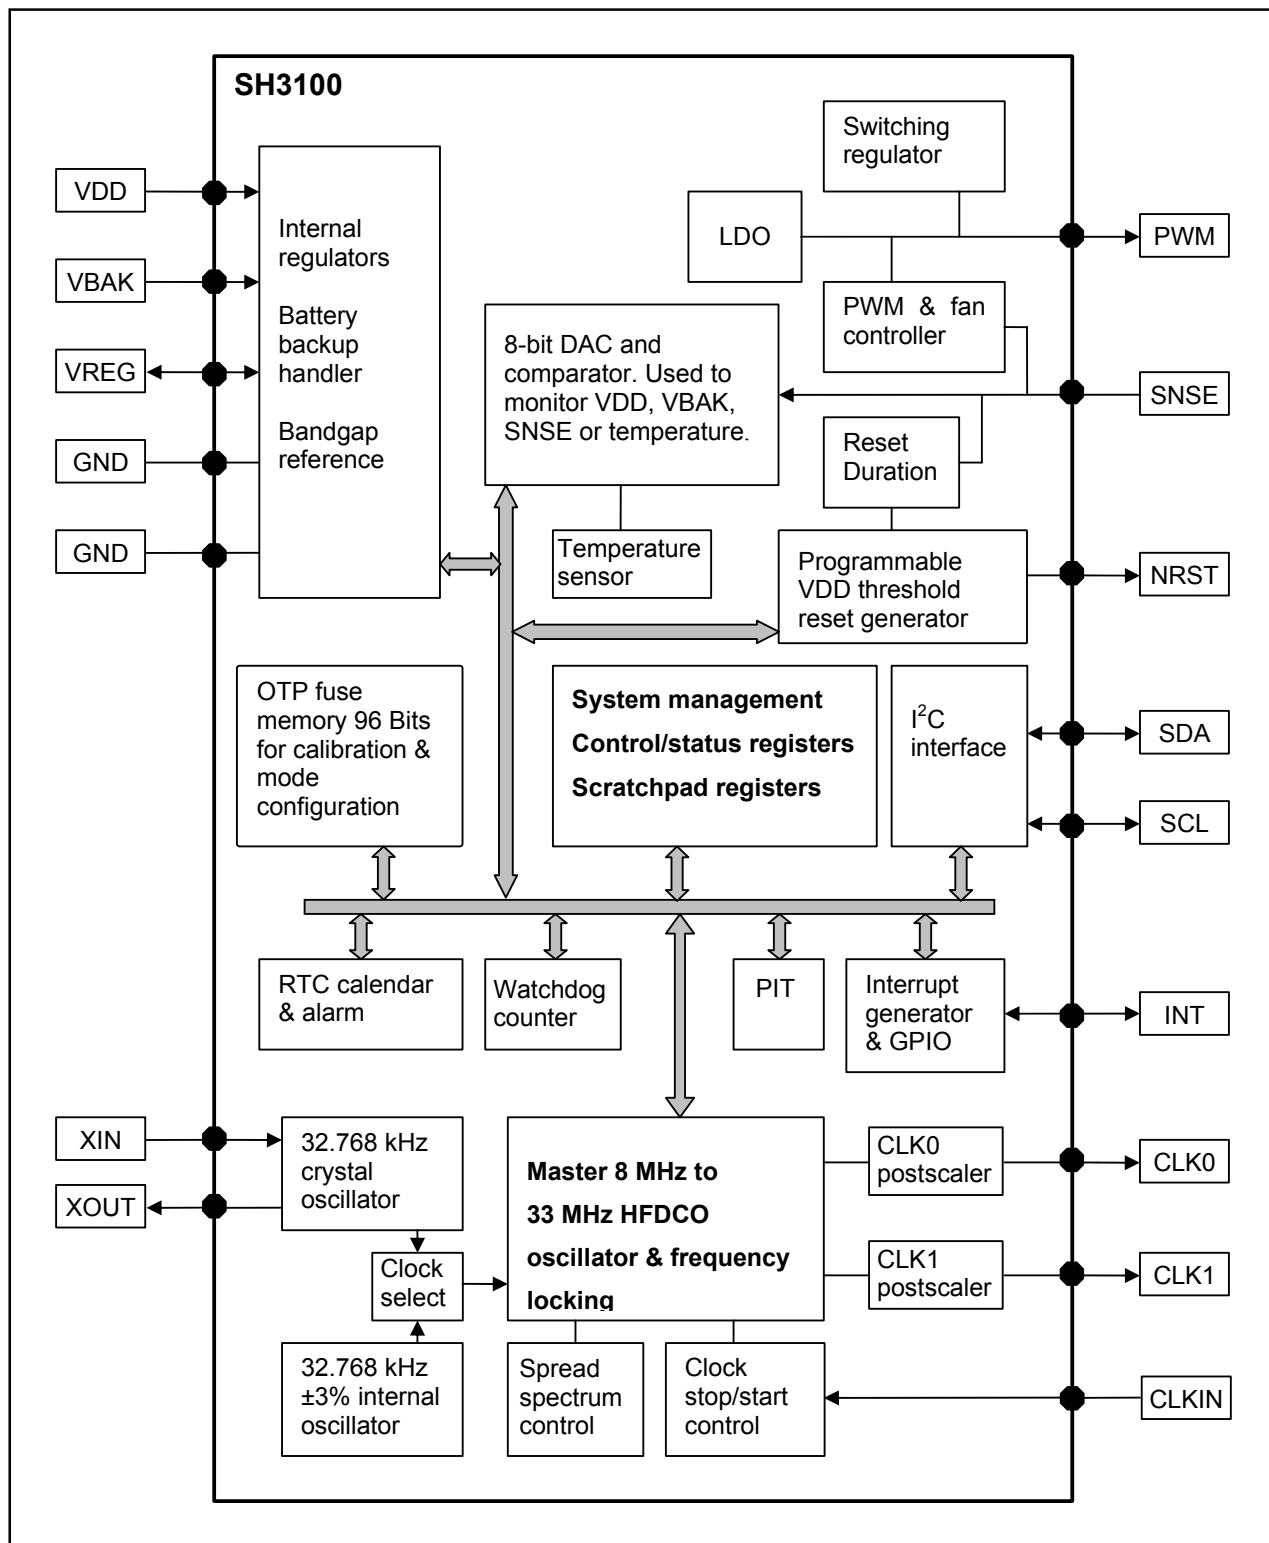 SH3100
Switching
regulator
VDD
LDO
PWM
Internal
regulators
VBAK
PWM & fan
controller
Battery
backup
handler
8-bit DAC and
comparator. Used to
monitor VDD, VBAK,
SNSE or temperature.
VREG
SNSE
Bandgap
reference
Reset
Duration
GND
GND
Temperature
sensor
Programmable
VDD threshold
reset generator
NRST
OTP fuse
memory 96 Bits
for calibration &
mode
configuration
System management
Control/status registers
Scratchpad registers
I²C
interface
SDA
SCL
RTC calendar
& alarm
Watchdog
counter
PIT
Interrupt
generator
& GPIO
INT
XIN
XOUT
32.768 kHz
crystal
oscillator
Master 8 MHz to
33 MHz HFDCO
oscillator & frequency
locking
CLK0
postscaler
CLK0
Clock
select
CLK1
postscaler
CLK1
32.768 kHz
±3% internal
oscillator
Spread
spectrum
control
Clock
stop/start
control
CLKIN